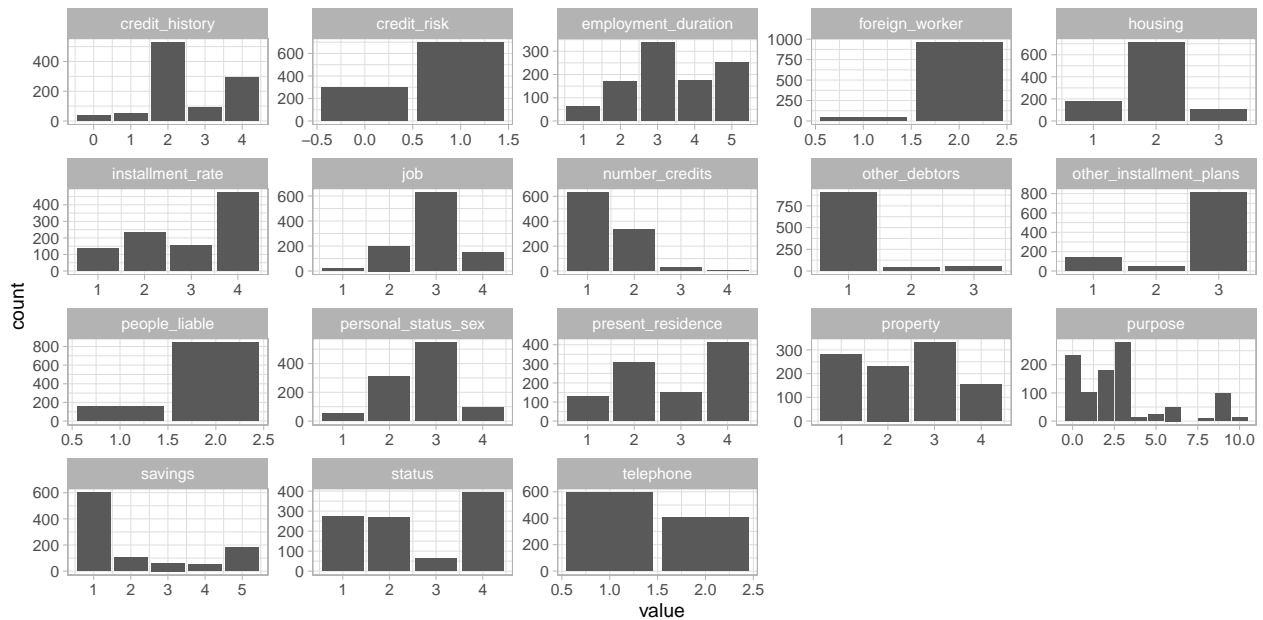 credit_history credit_risk employment_duration foreign_worker housing
600 1000
400 600 300 750 600
400 200 500 400
200 200 100 250 200
0 0 0 0 0
0 1 2 3 4 −0.5 0.0 0.5 1.0 1.5 1 2 3 4 5 0.5 1.0 1.5 2.0 2.5 1 2 3
installment_rate job number_credits other_debtors other_installment_plans
400 600 600 750 800
300 400 400 500 600
200 200 200 250 400
100 200
0 0 0 0 0
1 2 3 4 1 2 3 4 1 2 3 4 1 2 3 1 2 3
people_liable personal_status_sex present_residence property purpose
800 400 400 300 200
600 300 200
400 200 200 100
200 100 100
0 0 0 0 0
0.5 1.0 1.5 2.0 2.5 1 2 3 4 1 2 3 4 1 2 3 4 0.0 2.5 5.0 7.5 10.0
savings status telephone
600 400 600
400 300 400
200 200 200
100
0 0 0
1 2 3 4 5 1 2 3 4 0.5 1.0 1.5 2.0 2.5
value
count